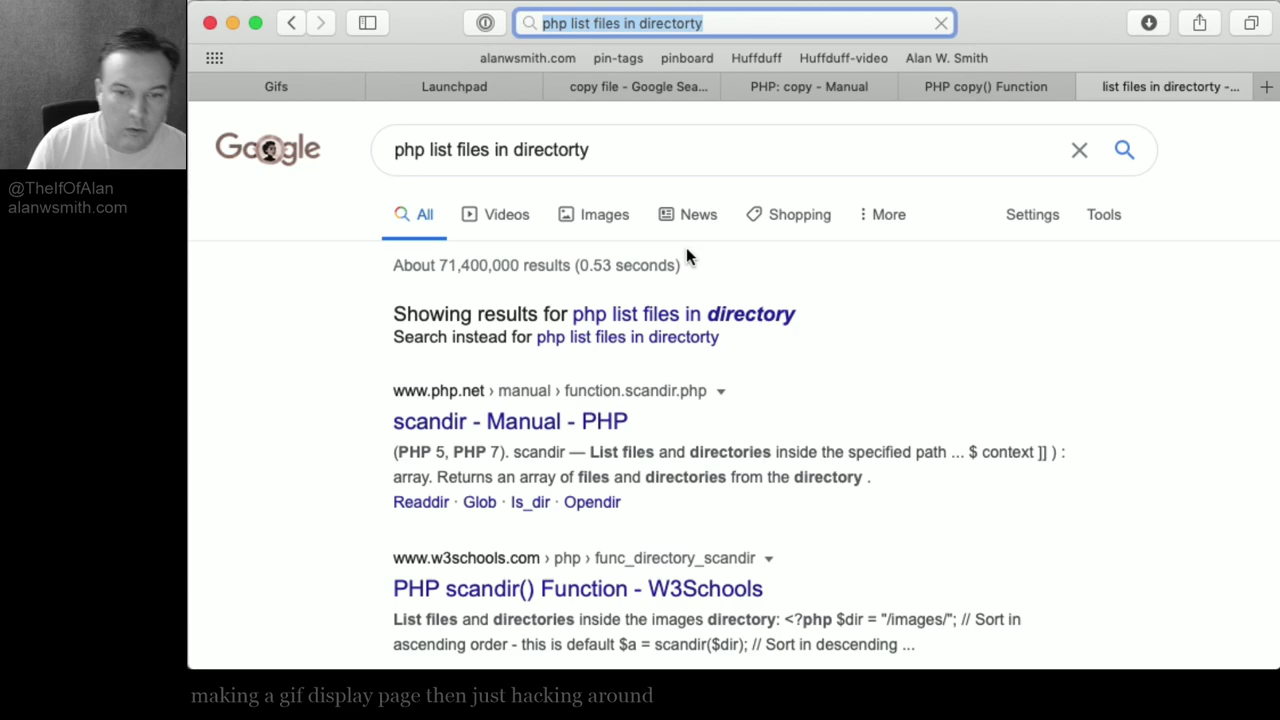 php list files in directorty
alanwsmith.com pin-tags pinboard Huffduff Huffduff-video Alan W. Smith
Gifs Launchpad copy file - Google Sea... PHP: copy - Manual PHP copy() Function list files in directorty -...
Google
php list files in directorty
@TheIfOfAlan
alanwsmith.com
All Videos Images News Shopping More Settings Tools
About 71,400,000 results (0.53 seconds)
Showing results for php list files in directory
Search instead for php list files in directorty
www.php.net › manual › function.scandir.php
scandir - Manual - PHP
(PHP 5, PHP 7). scandir — List files and directories inside the specified path ... $ context ]] ) :
array. Returns an array of files and directories from the directory .
Readdir · Glob · Is_dir · Opendir
www.w3schools.com › php › func_directory_scandir
PHP scandir() Function - W3Schools
List files and directories inside the images directory: <?php $dir = "/images/"; // Sort in
ascending order - this is default $a = scandir($dir); // Sort in descending ...
making a gif display page then just hacking around